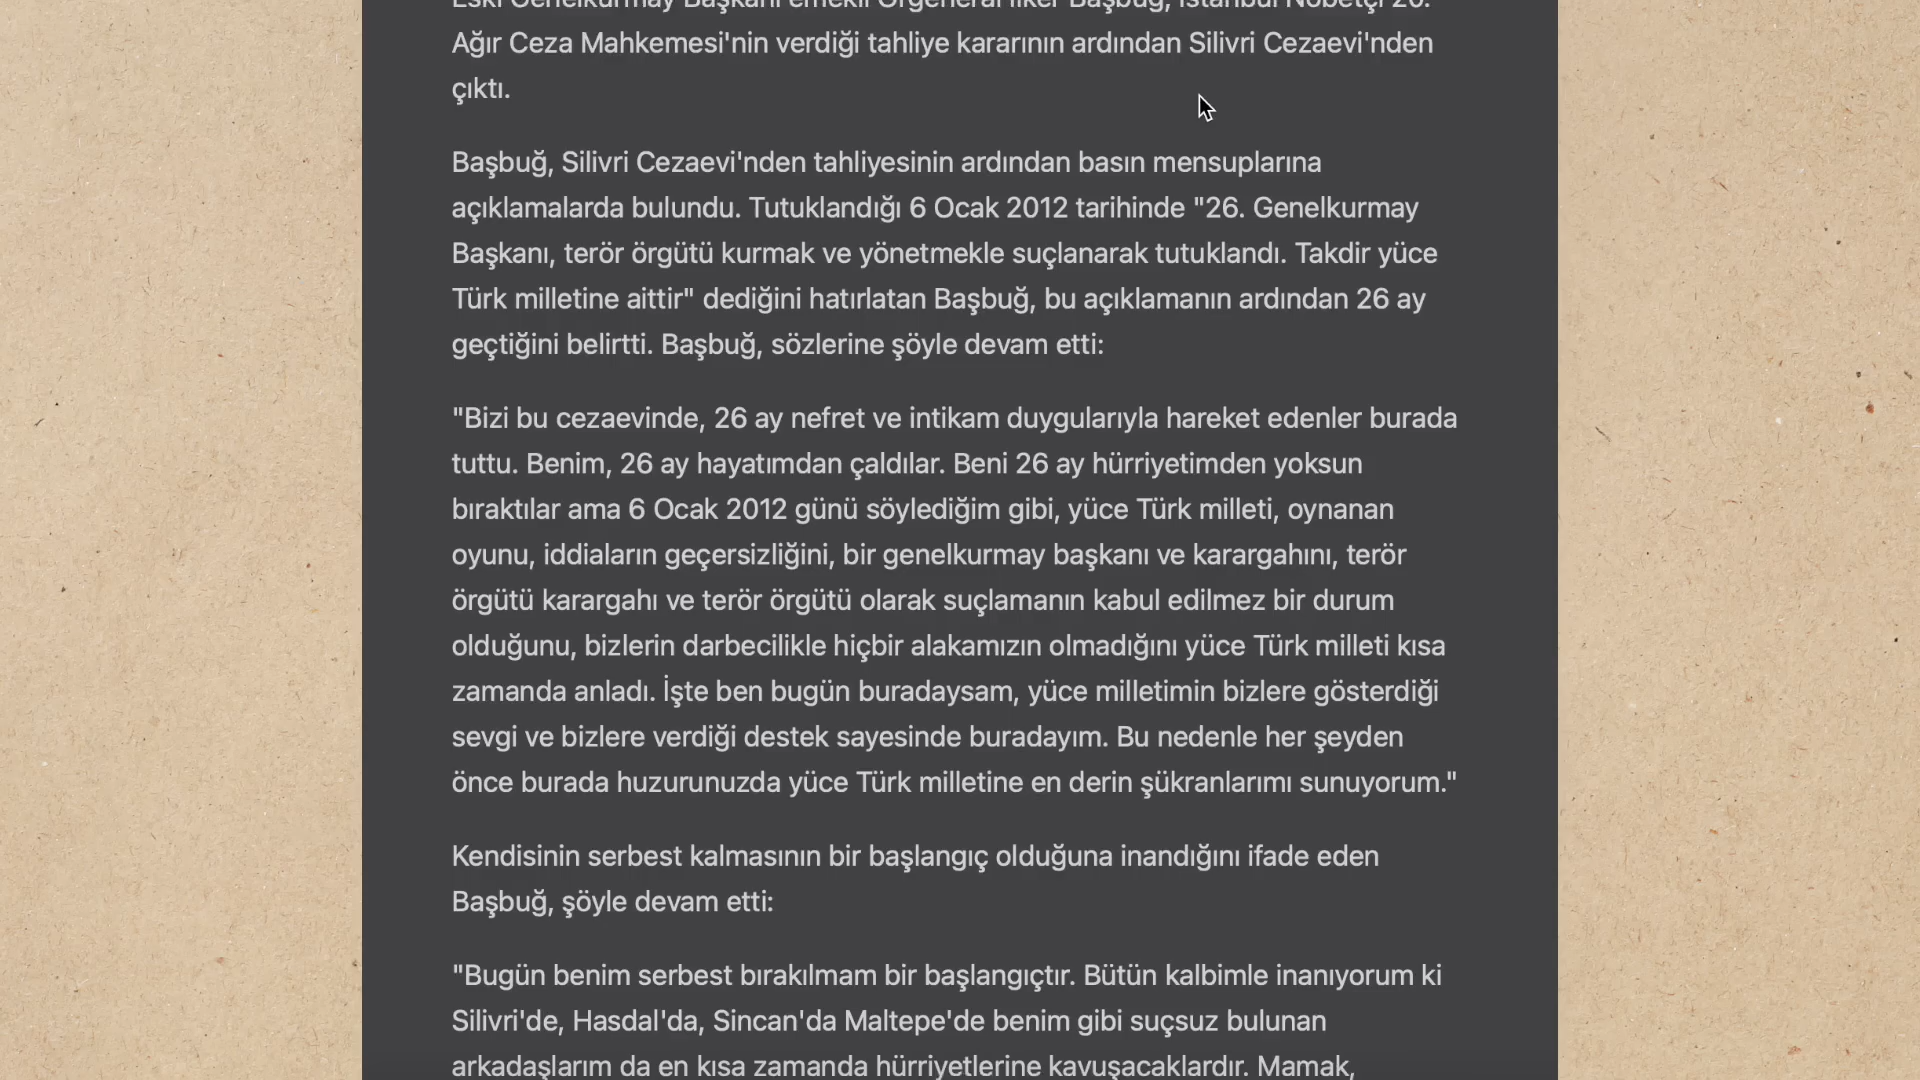 Eski Genelkurmay Başkanı emekli Orgeneral İlker Başbuğ, İstanbul Nöbetçi 20.
Ağır Ceza Mahkemesi'nin verdiği tahliye kararının ardından Silivri Cezaevi'nden
çıktı.
Başbuğ, Silivri Cezaevi'nden tahliyesinin ardından basın mensuplarına
açıklamalarda bulundu. Tutuklandığı 6 Ocak 2012 tarihinde "26. Genelkurmay
Başkanı, terör örgütü kurmak ve yönetmekle suçlanarak tutuklandı. Takdir yüce
Türk milletine aittir" dediğini hatırlatan Başbuğ, bu açıklamanın ardından 26 ay
geçtiğini belirtti. Başbuğ, sözlerine şöyle devam etti:
"Bizi bu cezaevinde, 26 ay nefret ve intikam duygularıyla hareket edenler burada
tuttu. Benim, 26 ay hayatımdan çaldılar. Beni 26 ay hürriyetimden yoksun
bıraktılar ama 6 Ocak 2012 günü söylediğim gibi, yüce Türk milleti, oynanan
oyunu, iddiaların geçersizliğini, bir genelkurmay başkanı ve karargahını, terör
örgütü karargahı ve terör örgütü olarak suçlamanın kabul edilmez bir durum
olduğunu, bizlerin darbecilikle hiçbir alakamızın olmadığını yüce Türk milleti kısa
zamanda anladı. İşte ben bugün buradaysam, yüce milletimin bizlere gösterdiği
sevgi ve bizlere verdiği destek sayesinde buradayım. Bu nedenle her şeyden
önce burada huzurunuzda yüce Türk milletine en derin şükranlarımı sunuyorum."
Kendisinin serbest kalmasının bir başlangıç olduğuna inandığını ifade eden
Başbuğ, şöyle devam etti:
"Bugün benim serbest bırakılmam bir başlangıçtır. Bütün kalbimle inanıyorum ki
Silivri'de, Hasdal'da, Sincan'da Maltepe'de benim gibi suçsuz bulunan
arkadaşlarım da en kısa zamanda hürriyetlerine kavuşacaklardır. Mamak,